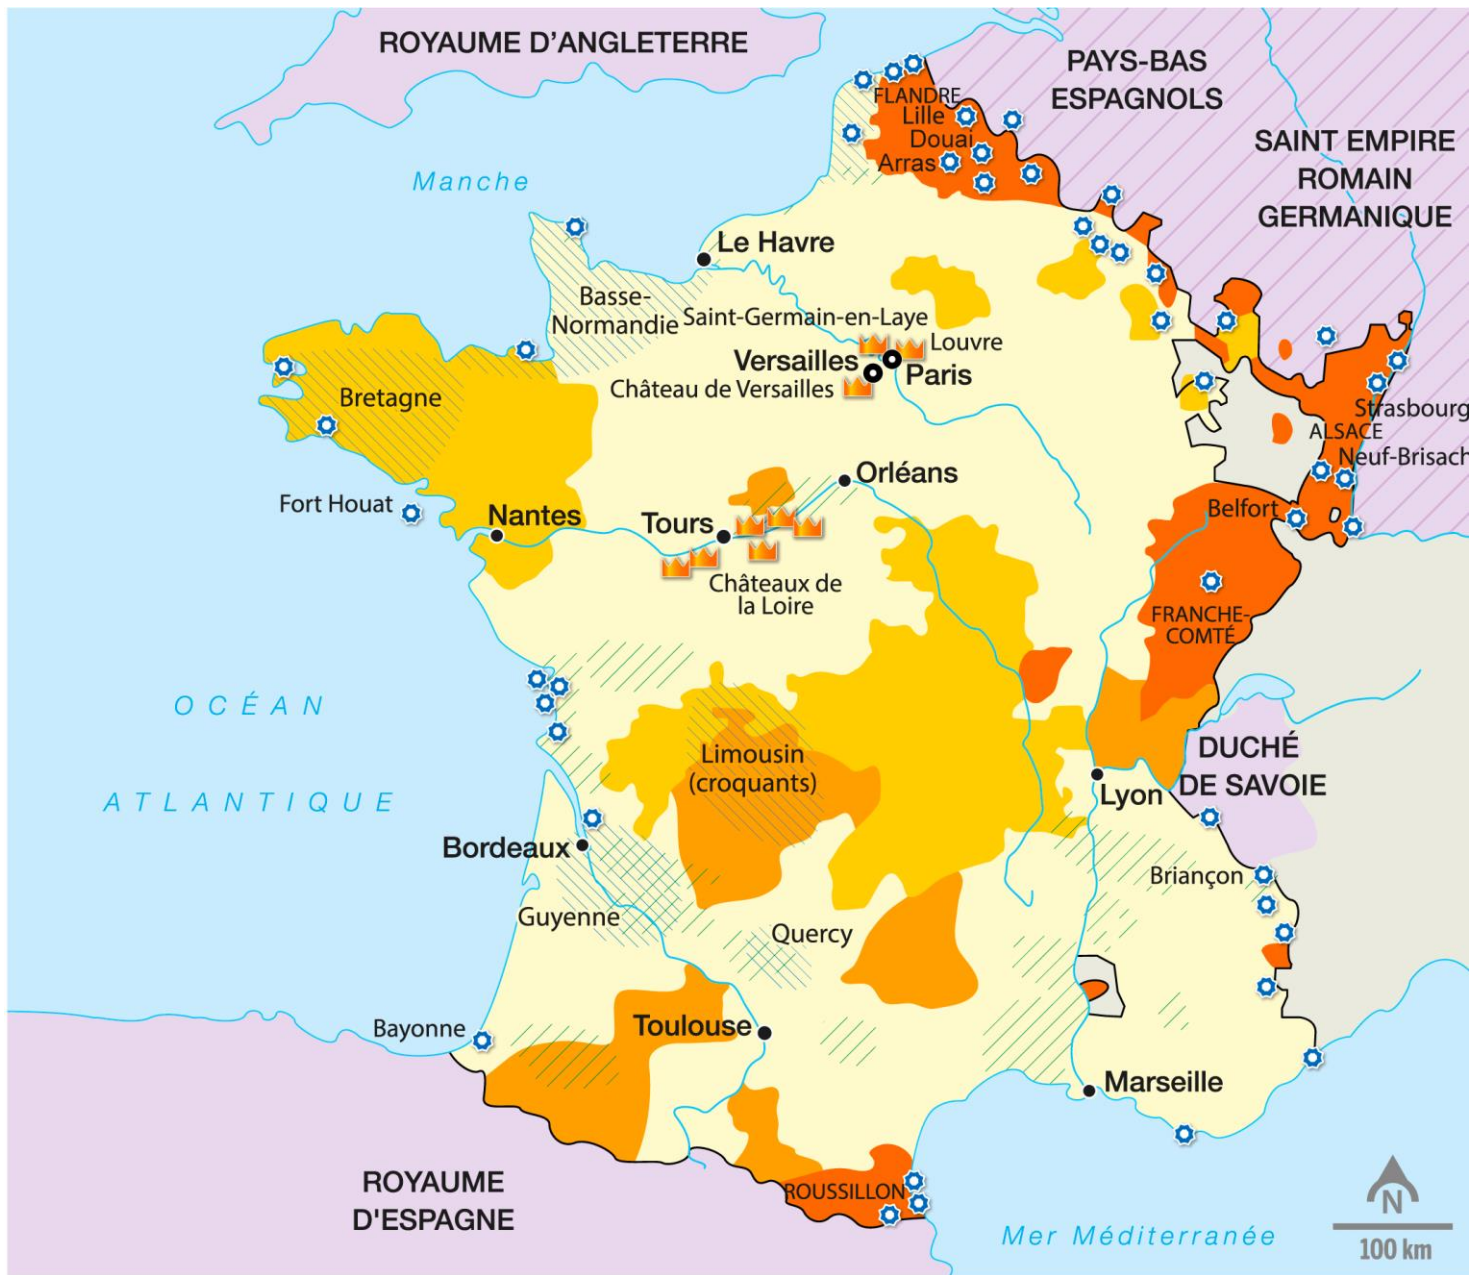 ROYAUME D'ANGLETERRE
PAYS-BAS
ESPAGNOLS
SAINT EMPIRE
ROMAIN
GERMANIQUE
FLANDRE
Lille
Douai
Arras
Manche
Le Havre
Basse-
Normandie
Saint-Germain-en-Laye
Louvre
Versailles
Paris
Château de Versailles
Bretagne
Strasbourg
ALSACE
Neuf-Brisach
Orléans
Fort Houat
Nantes
Tours
Belfort
Châteaux de
la Loire
FRANCHE-
COMTÉ
OCÉAN
ATLANTIQUE
Limousin
(croquants)
DUCHÉ
DE SAVOIE
Lyon
Bordeaux
Briançon
Guyenne
Quercy
Bayonne
Toulouse
Marseille
ROYAUME
D'ESPAGNE
ROUSSILLON
Mer Méditerranée
N
100 km